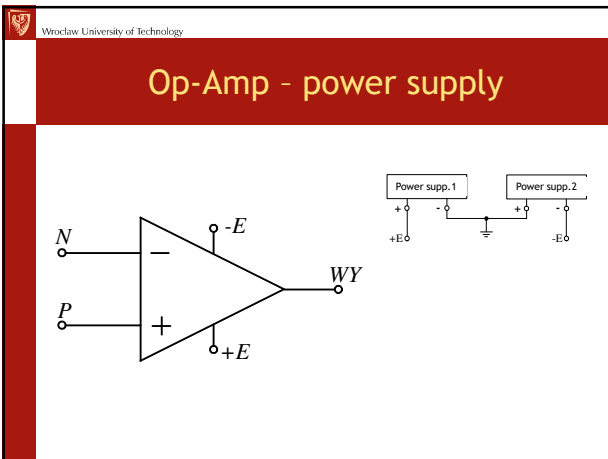 Wroclaw University of Technology
Op-Amp – power supply
Power supp.1 Power supp.2
+ - + -
+E -E
-E
N
−
WY
P
+
+E